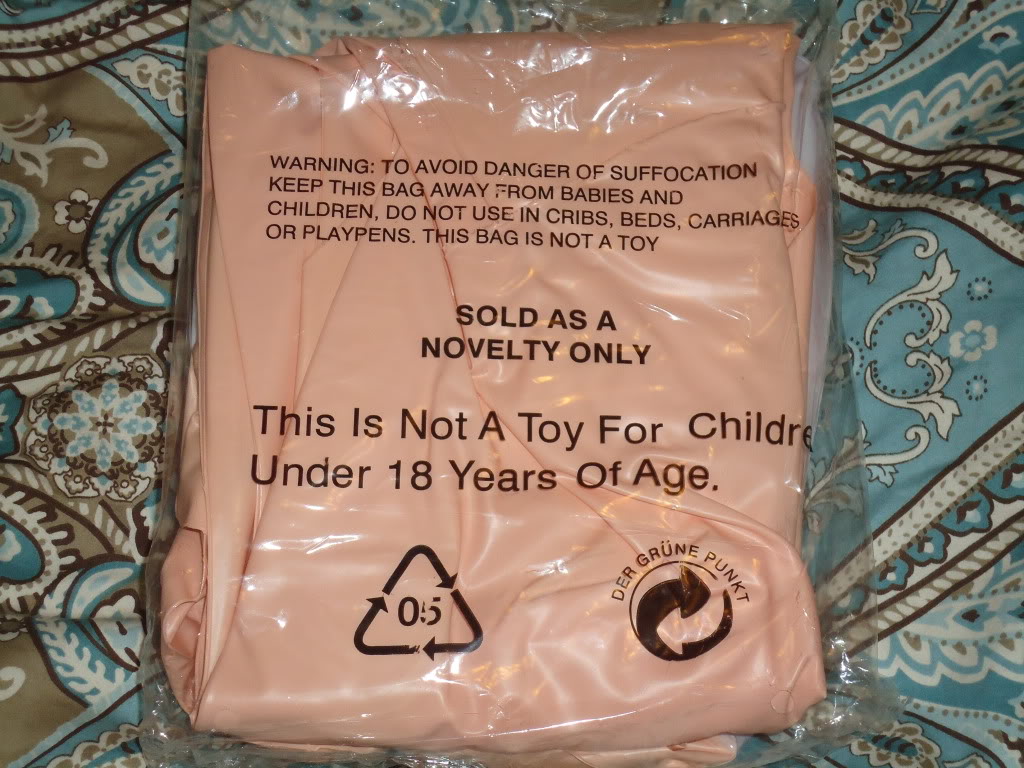 WARNING: TO AVOID DANGER OF SUFFOCATION
KEEP THIS BAG AWAY FROM BABIES AND
CHILDREN, DO NOT USE IN CRIBS, BEDS, CARRIAGES
OR PLAYPENS. THIS BAG IS NOT A TOY
SOLD AS A
NOVELTY ONLY
This Is Not A Toy For Childre
Under 18 Years Of Age.
05
DER GRÜNE PUNKT